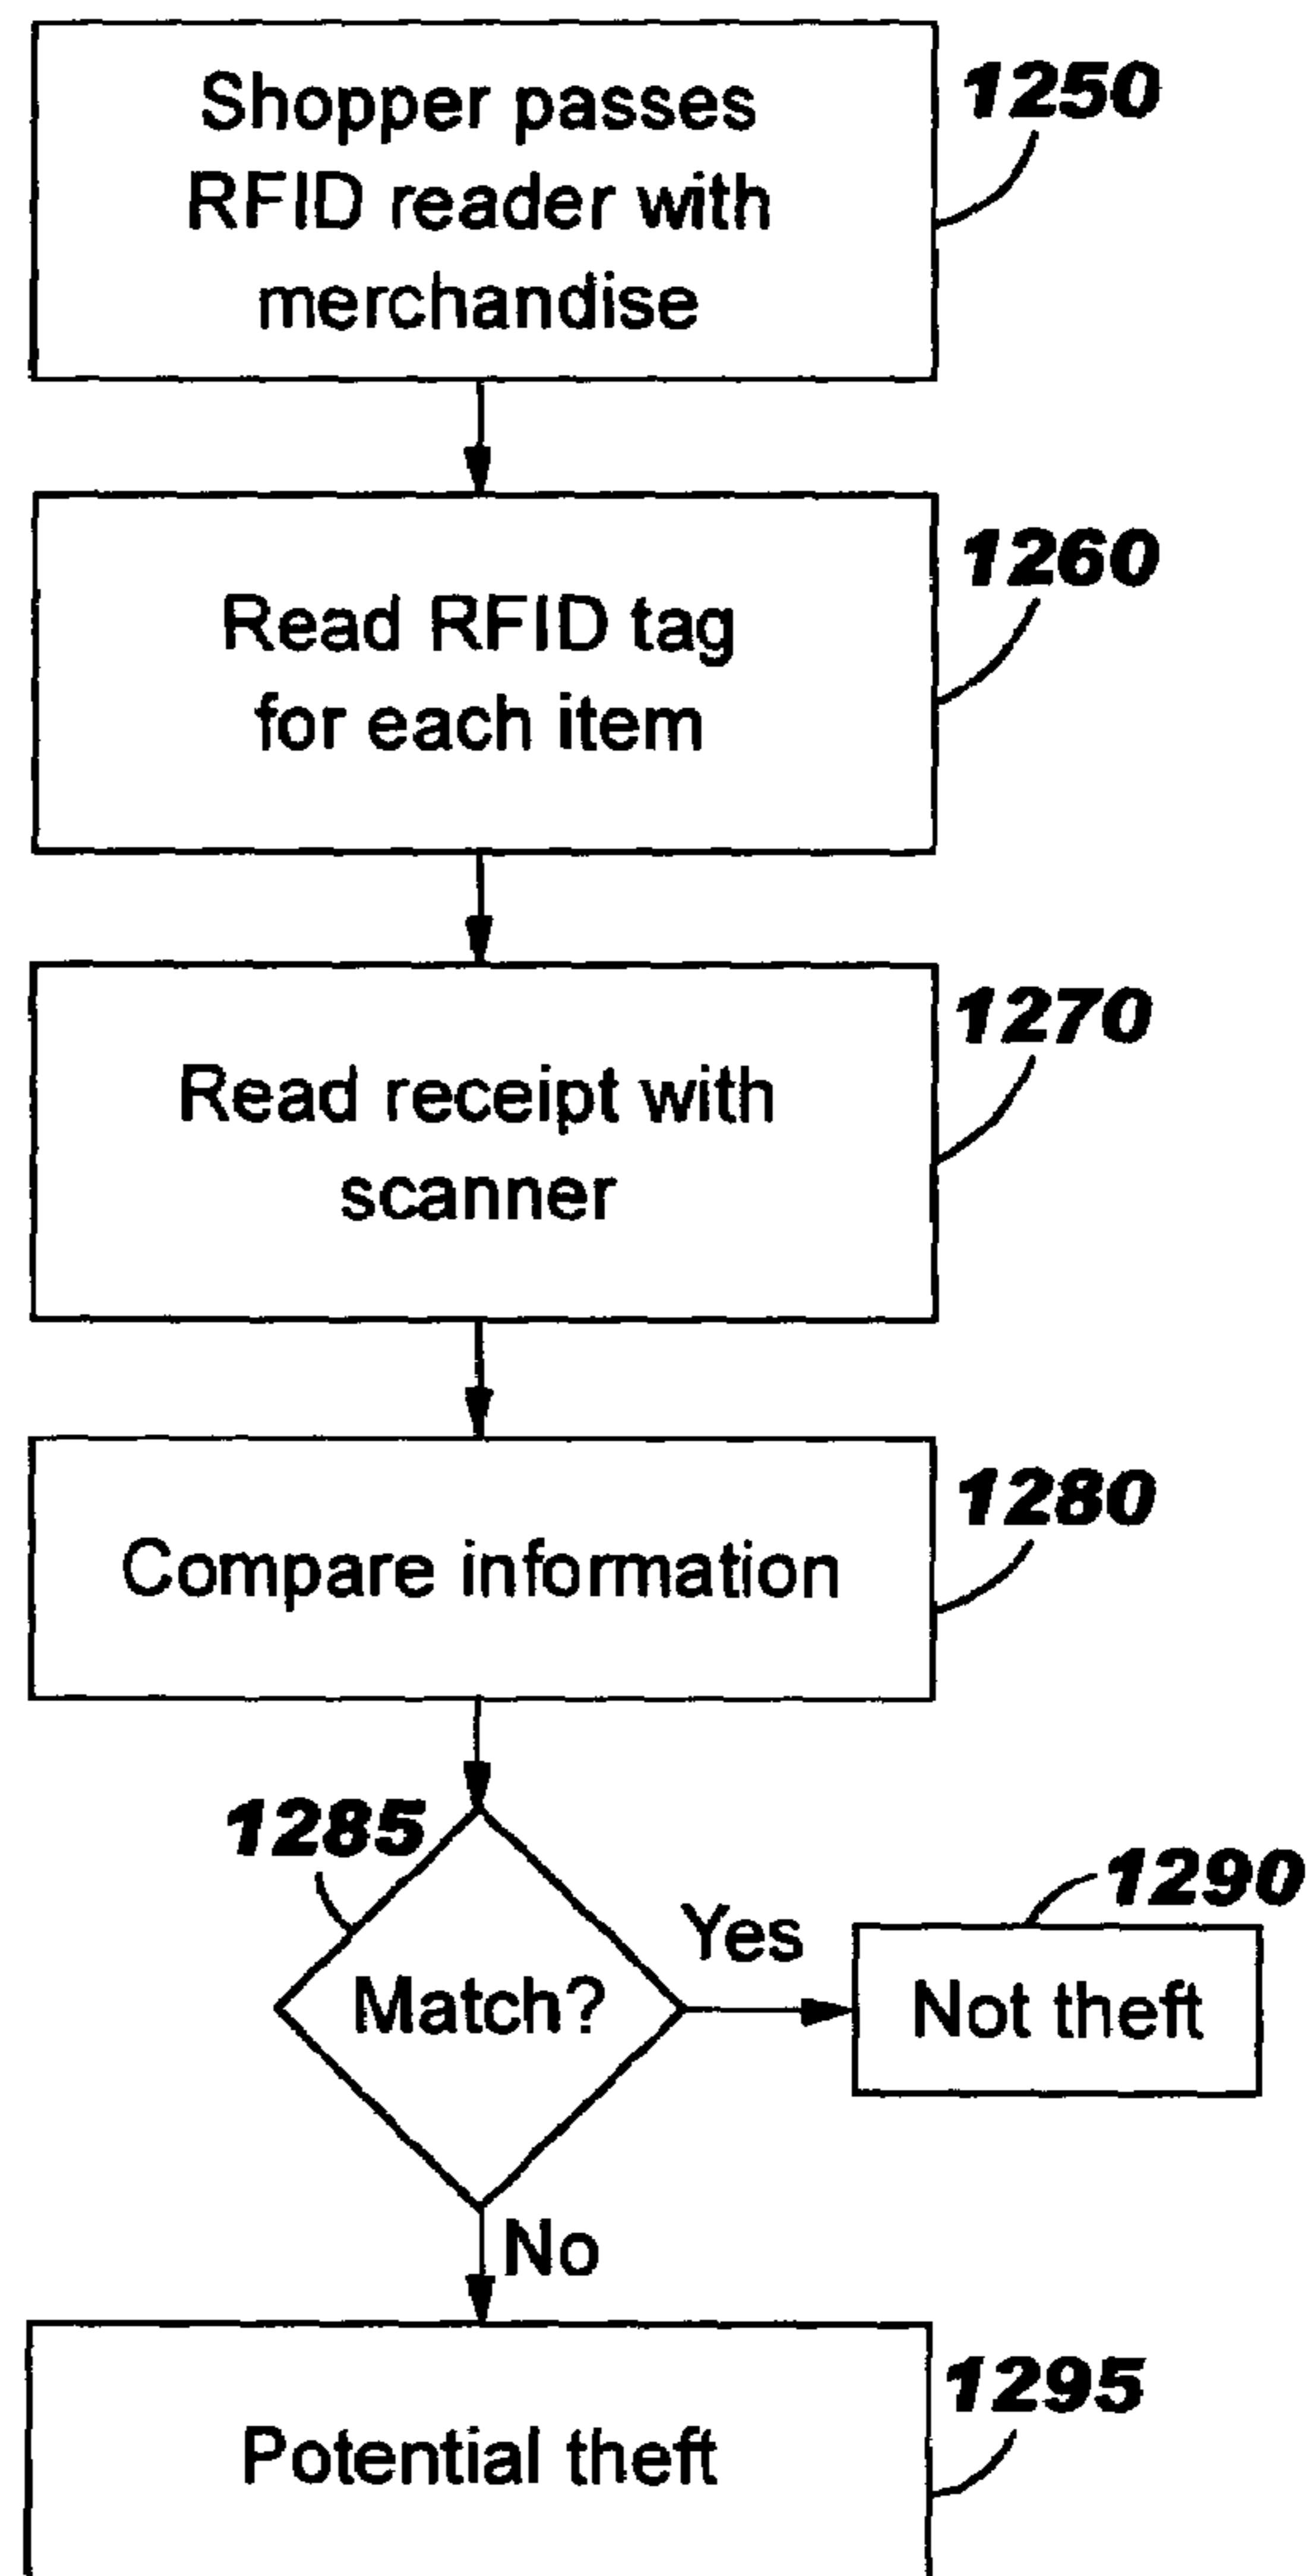 Shopper passes
RFID reader with
merchandise
1250
Read RFID tag
for each item
1260
Read receipt with
scanner
1270
Compare information
1280
1285
Match?
Yes
1290
Not theft
No
Potential theft
1295